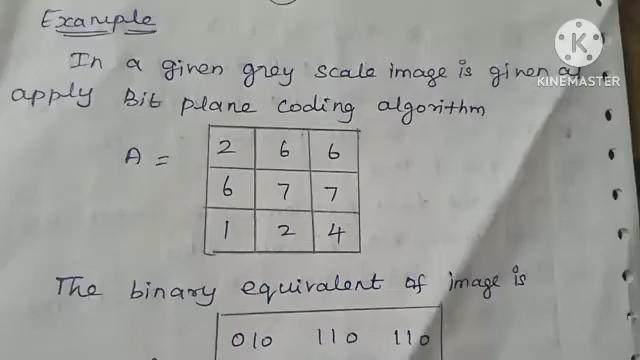 Example
In a given grey scale image is given as
apply Bit plane coding algorithm
A =
2 6 6
6 7 7
1 2 4
The binary equivalent of image is
010 110 110
K
KINEMASTER